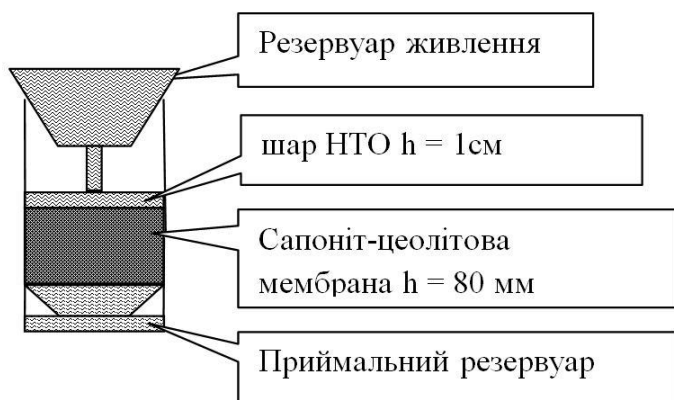 Резервуар живлення
шар НТО h = 1см
Сапоніт-цеолітова
мембрана h = 80 мм
Приймальний резервуар